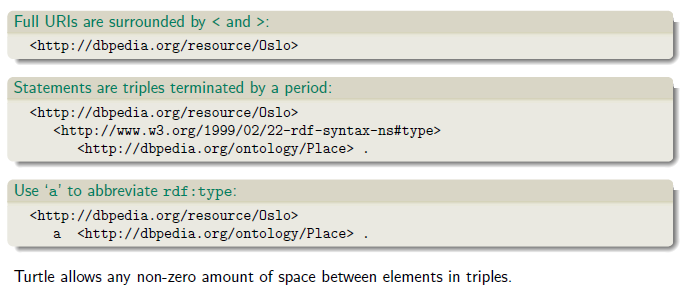 Full URIs are surrounded by < and >:
<http://dbpedia.org/resource/Oslo>
Statements are triples terminated by a period:
<http://dbpedia.org/resource/Oslo>
<http://www.w3.org/1999/02/22-rdf-syntax-ns#type>
<http://dbpedia.org/ontology/Place> .
Use ‘a’ to abbreviate rdf:type:
<http://dbpedia.org/resource/Oslo>
a <http://dbpedia.org/ontology/Place> .
Turtle allows any non-zero amount of space between elements in triples.